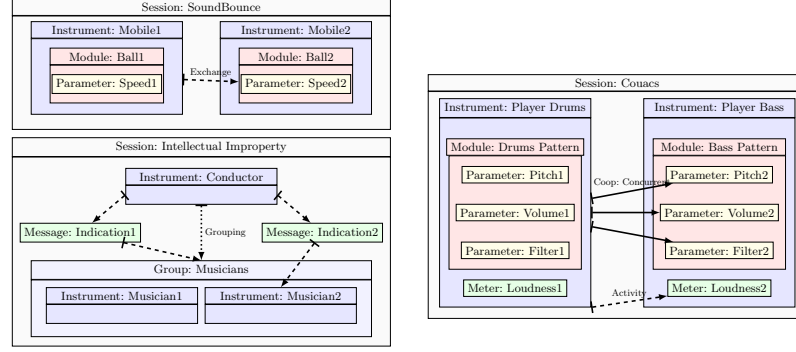 Session: SoundBounce
Instrument: Mobile1
Instrument: Mobile2
Module: Ball1
Module: Ball2
Exchange
Parameter: Speed1
Parameter: Speed2
Session: Intellectual Improperty
Instrument: Conductor
Grouping
Message: Indication1
Message: Indication2
Group: Musicians
Instrument: Musician1
Instrument: Musician2
Session: Couacs
Instrument: Player Drums
Instrument: Player Bass
Module: Drums Pattern
Module: Bass Pattern
Parameter: Pitch1
Coop: Concurrent
Parameter: Pitch2
Parameter: Volume1
Parameter: Volume2
Parameter: Filter1
Parameter: Filter2
Meter: Loudness1
Activity
Meter: Loudness2